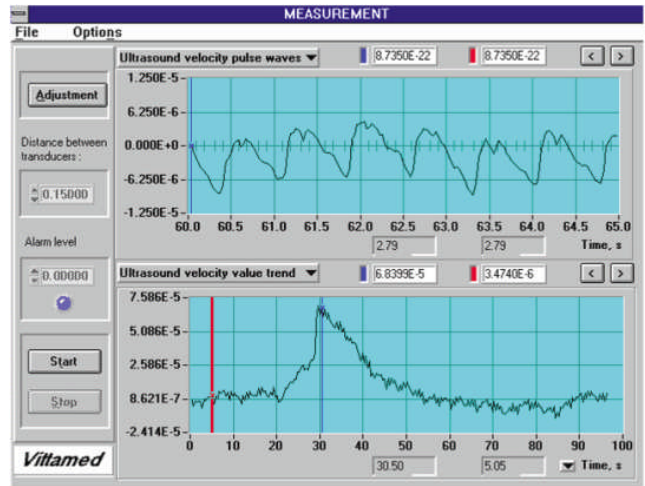 MEASUREMENT
File Options
Ultrasound velocity pulse waves 8.7350E-22 8.7350E-22 < >
Adjustment
Distance between
transducers :
0.15000
Alarm level
0.00000
Start
Stop
Vittamed
1.250E-5
6.250E-6
0.000E+0
-6.250E-6
-1.250E-5
60.0 60.5 61.0 61.5 62.0 62.5 63.0 63.5 64.0 64.5 65.0
2.79 2.79 Time, s
Ultrasound velocity value trend 6.8399E-5 3.4740E-6 < >
7.586E-5
5.086E-5
2.586E-5
8.621E-7
-2.414E-5
0 10 20 30 40 50 60 70 80 90 100
30.50 5.05 Time, s